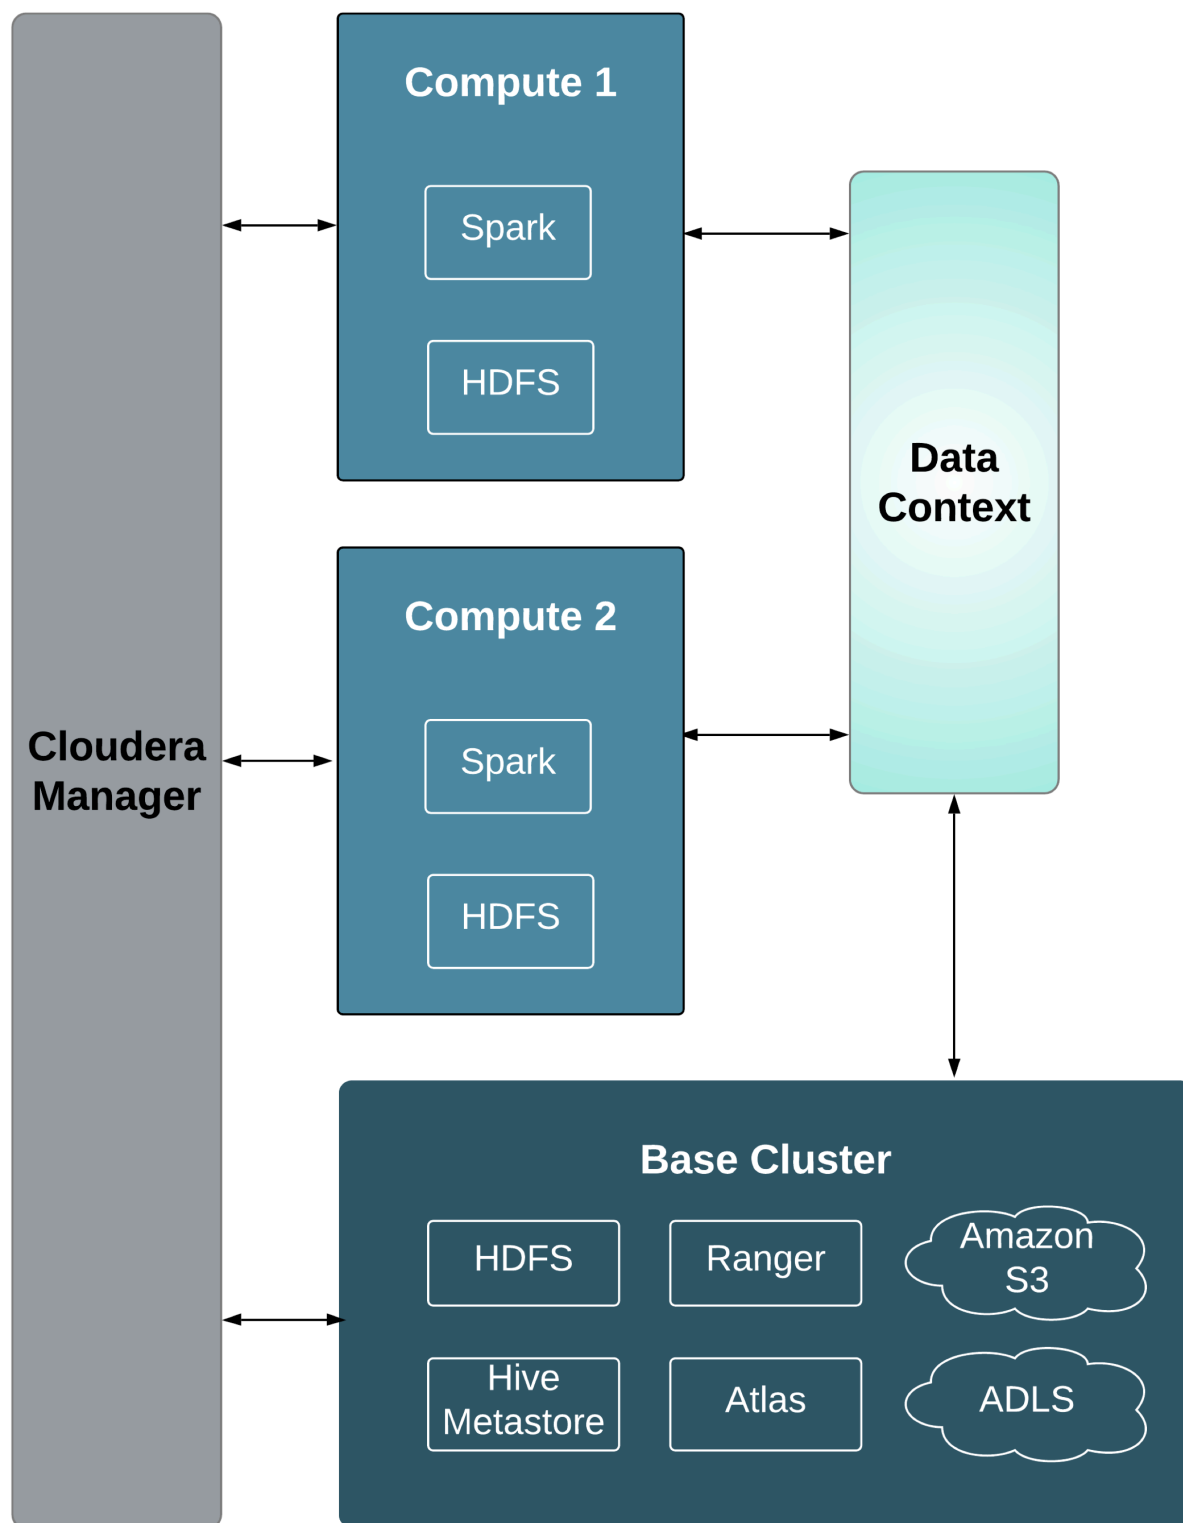 Compute 1
Spark
HDFS
Data
Context
Compute 2
Spark
HDFS
Cloudera
Manager
Base Cluster
HDFS
Ranger
Amazon
S3
Hive
Metastore
Atlas
ADLS